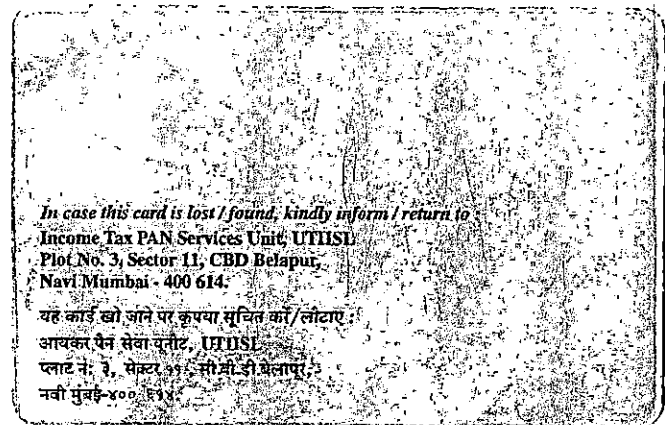 In case this card is lost / found, kindly inform / return to :
Income Tax PAN Services Unit, UTIISL
Plot No. 3, Sector 11, CBD Belapur,
Navi Mumbai - 400 614.
यह कार्ड खो जाने पर कृपया सूचित करें/लौटाएं :
आयकर पैन सेवा यूनीट, UTIISL
प्लाट नं: ३, सेक्टर ११, सी.बी.डी.बेलापूर,
नवी मुंबई-४०० ६१४.